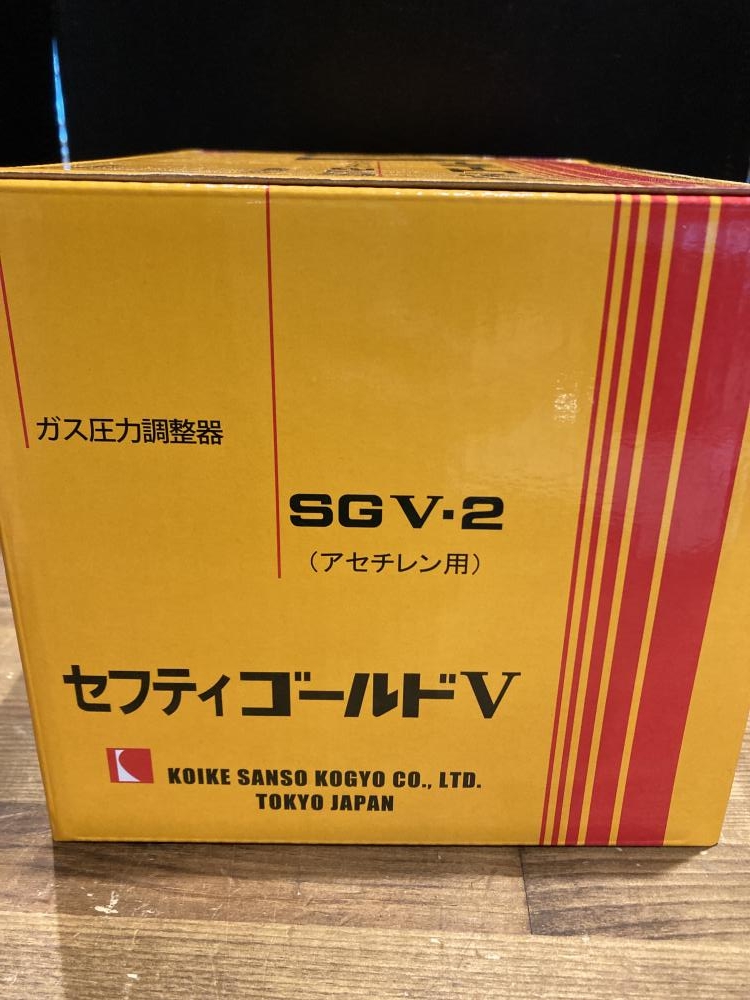 ガス圧力調整器
SG V・2
(アセチレン用)
セフティゴールドV
KOIKE SANSO KOGYO CO., LTD.
TOKYO JAPAN